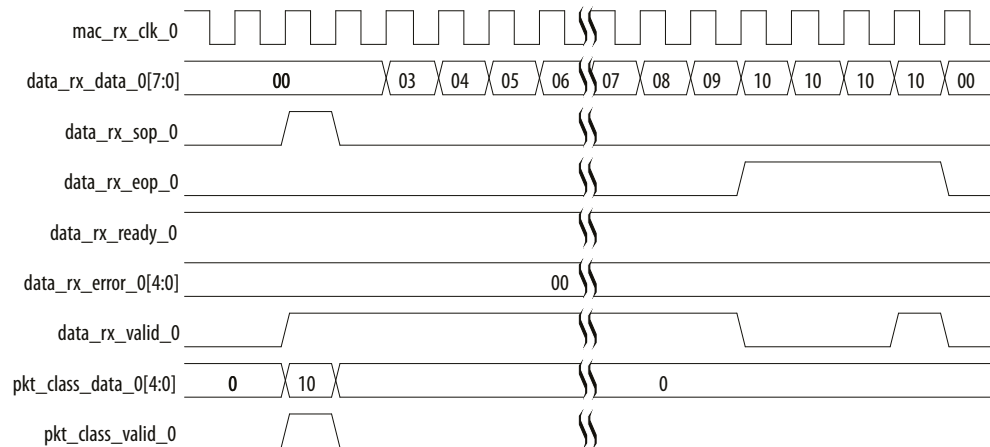 mac_rx_clk_0
data_rx_data_0[7:0] 00 03 04 05 06 07 08 09 10 10 10 10 00
data_rx_sop_0
data_rx_eop_0
data_rx_ready_0
data_rx_error_0[4:0] 00
data_rx_valid_0
pkt_class_data_0[4:0] 0 10 0
pkt_class_valid_0